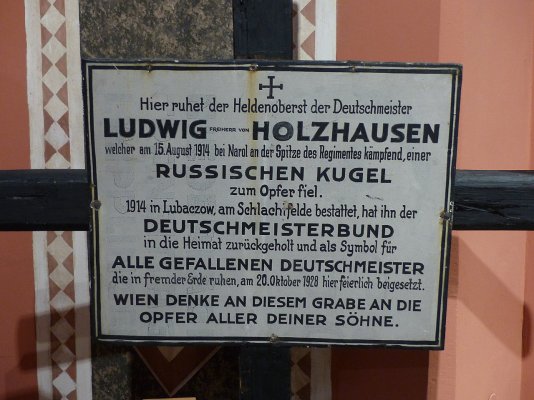 Hier ruhet der Heldenoberst der Deutschmeister
LUDWIG FREIHERR VON HOLZHAUSEN
welcher am 15. August 1914 bei Narol an der Spitze des Regimentes kämpfend, einer
RUSSISCHEN KUGEL
zum Opfer fiel.
1914 in Lubaczow, am Schlachtfelde bestattet, hat ihn der
DEUTSCHMEISTERBUND
in die Heimat zurückgeholt und als Symbol für
ALLE GEFALLENEN DEUTSCHMEISTER
die in fremder Erde ruhen, am 20. Oktober 1928 hier feierlich beigesetzt.
WIEN DENKE AN DIESEM GRABE AN DIE
OPFER ALLER DEINER SÖHNE.